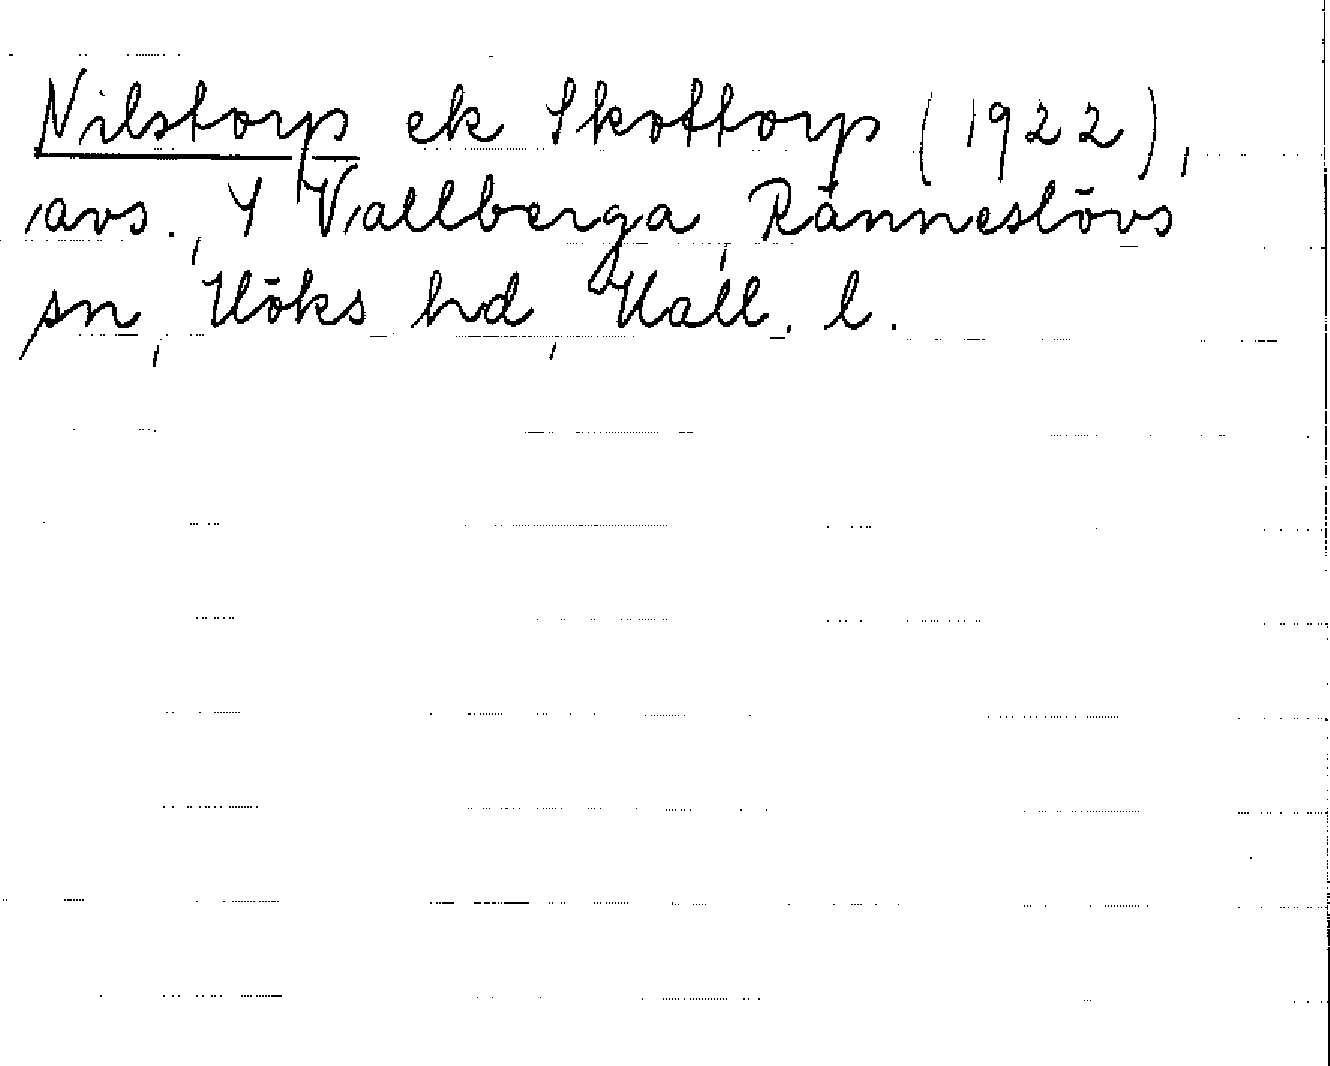 Nilstorp ek Skottorp (1922),
avs., Y Vallberga, Ränneslövs
sn, Höks hd, Hall. l.